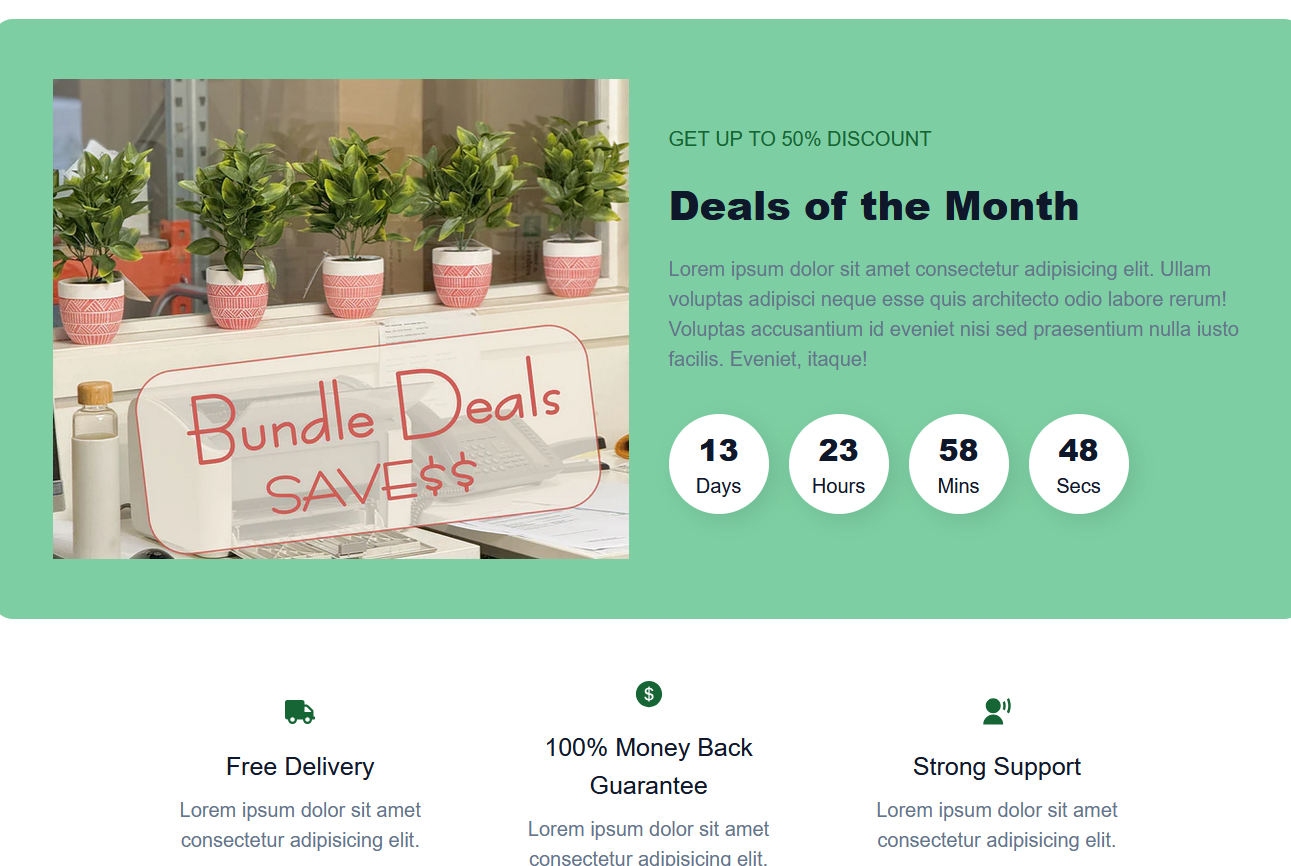 GET UP TO 50% DISCOUNT
Deals of the Month
Lorem ipsum dolor sit amet consectetur adipisicing elit. Ullam
voluptas adipisci neque esse quis architecto odio labore rerum!
Voluptas accusantium id eveniet nisi sed praesentium nulla iusto
facilis. Eveniet, itaque!
Bundle Deals
SAVE$$
13 23 58 48
Days Hours Mins Secs
$
Free Delivery
Lorem ipsum dolor sit amet
consectetur adipisicing elit.
100% Money Back
Guarantee
Lorem ipsum dolor sit amet
consectetur adipisicing elit.
Strong Support
Lorem ipsum dolor sit amet
consectetur adipisicing elit.